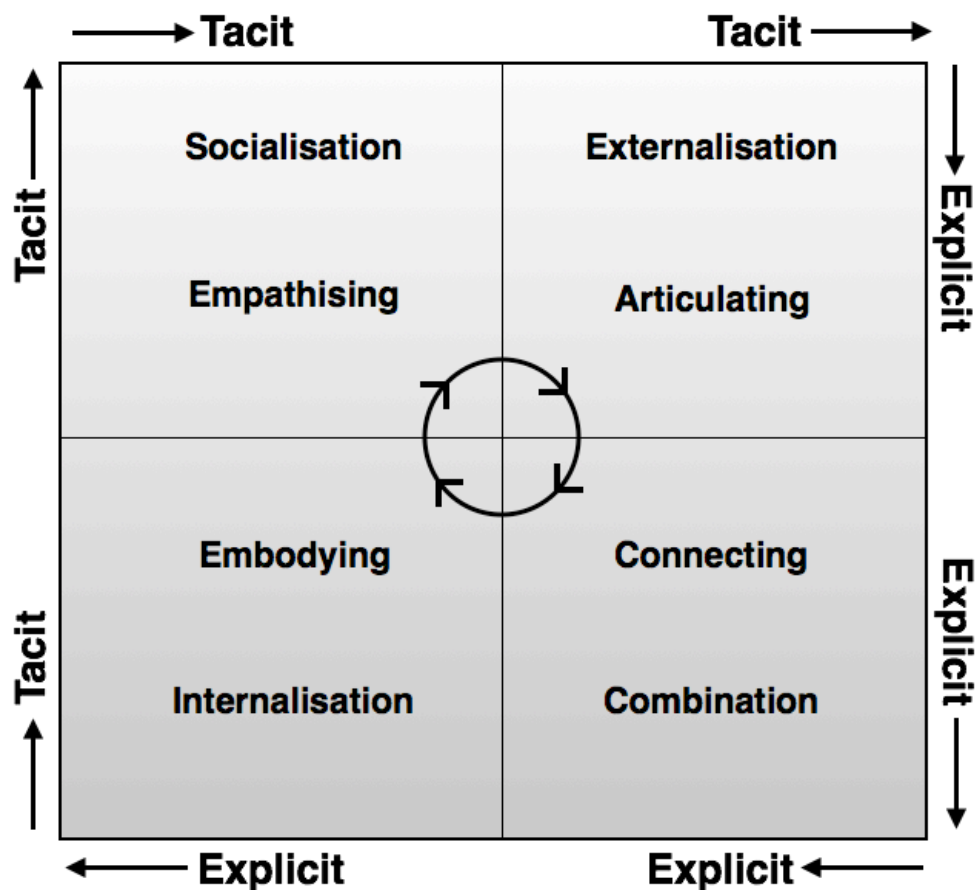 Tacit Tacit
Socialisation Externalisation
Tacit Explicit
Empathising Articulating
Embodying Connecting
Tacit Explicit
Internalisation Combination
Explicit Explicit